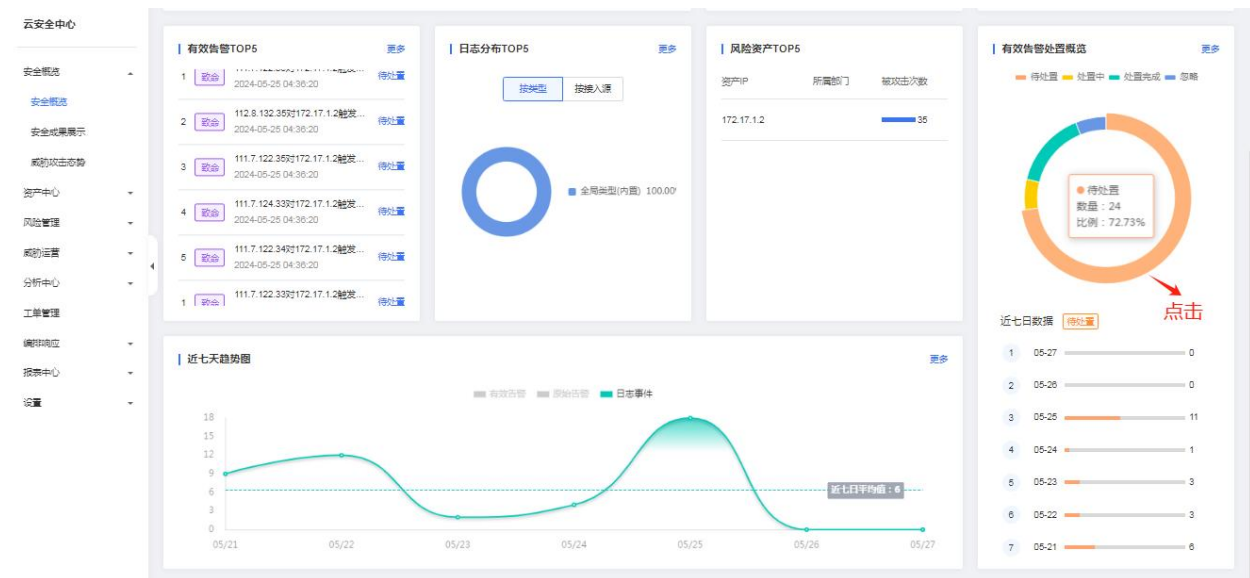 云安全中心
安全概览
安全概览
安全成果展示
威胁攻击态势
资产中心
风险管理
威胁运营
分析中心
工单管理
编排响应
报表中心
设置
有效告警TOP5
更多
1 致命 111.7.122.36对172.17.1.2触发... 待处置
2024-05-25 04:36:20
2 致命 112.8.132.35对172.17.1.2触发... 待处置
2024-05-25 04:36:20
3 致命 111.7.122.35对172.17.1.2触发... 待处置
2024-05-25 04:36:20
4 致命 111.7.124.33对172.17.1.2触发... 待处置
2024-05-25 04:36:20
5 致命 111.7.122.34对172.17.1.2触发... 待处置
2024-05-25 04:36:20
1 致命 111.7.122.33对172.17.1.2触发... 待处置
日志分布TOP5
更多
按类型 按接入源
全局类型(内置) 100.00
风险资产TOP5
资产IP 所属部门 被攻击次数
172.17.1.2 35
有效告警处置概览
更多
待处置 处置中 处置完成 忽略
待处置
数量：24
比例：72.73%
点击
近七日数据 待处置
1 05-27 0
2 05-26 0
3 05-25 11
4 05-24 1
5 05-23 3
6 05-22 3
7 05-21 6
近七天趋势图
更多
有效告警 原始告警 日志事件
18
15
12
9
6
3
0
近七日平均值：6
05/21 05/22 05/23 05/24 05/25 05/26 05/27